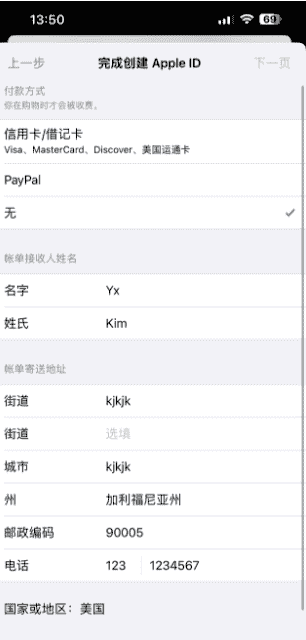 13:50
69
上一步
完成创建 Apple ID
下一页
付款方式
你在购物时才会被收费。
信用卡/借记卡
Visa、MasterCard、Discover、美国运通卡
PayPal
无
帐单接收人姓名
名字 Yx
姓氏 Kim
帐单寄送地址
街道 kjkjk
街道 选填
城市 kjkjk
州 加利福尼亚州
邮政编码 90005
电话 123 1234567
国家或地区：美国